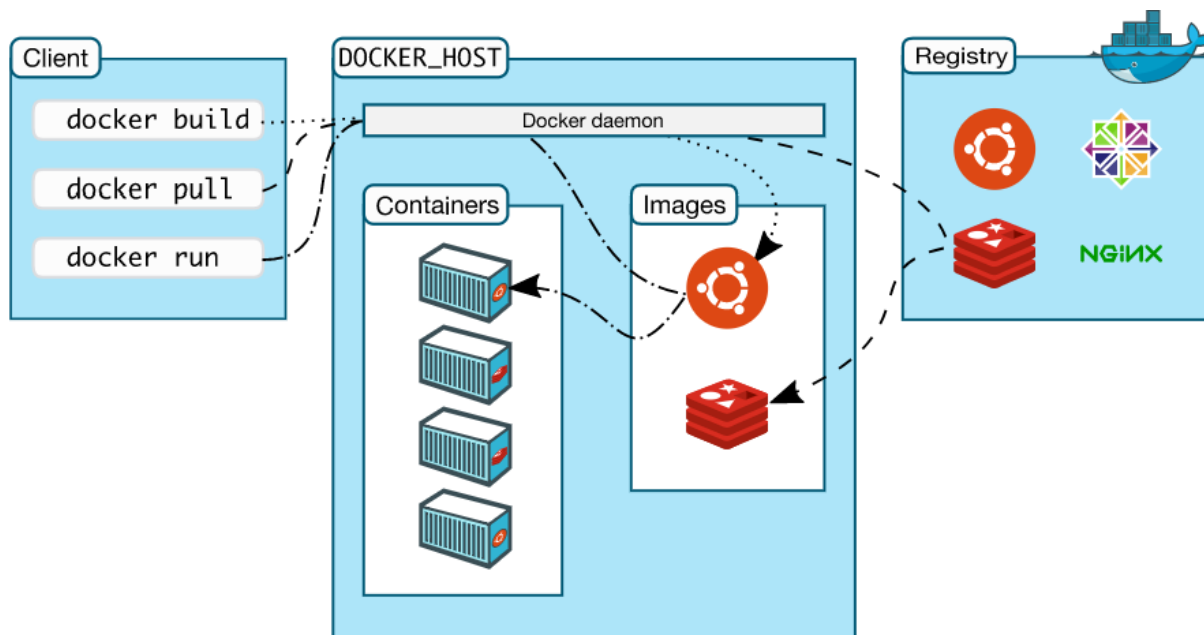 Client
docker build
docker pull
docker run
DOCKER_HOST
Docker daemon
Containers
Images
Registry
NGiNX